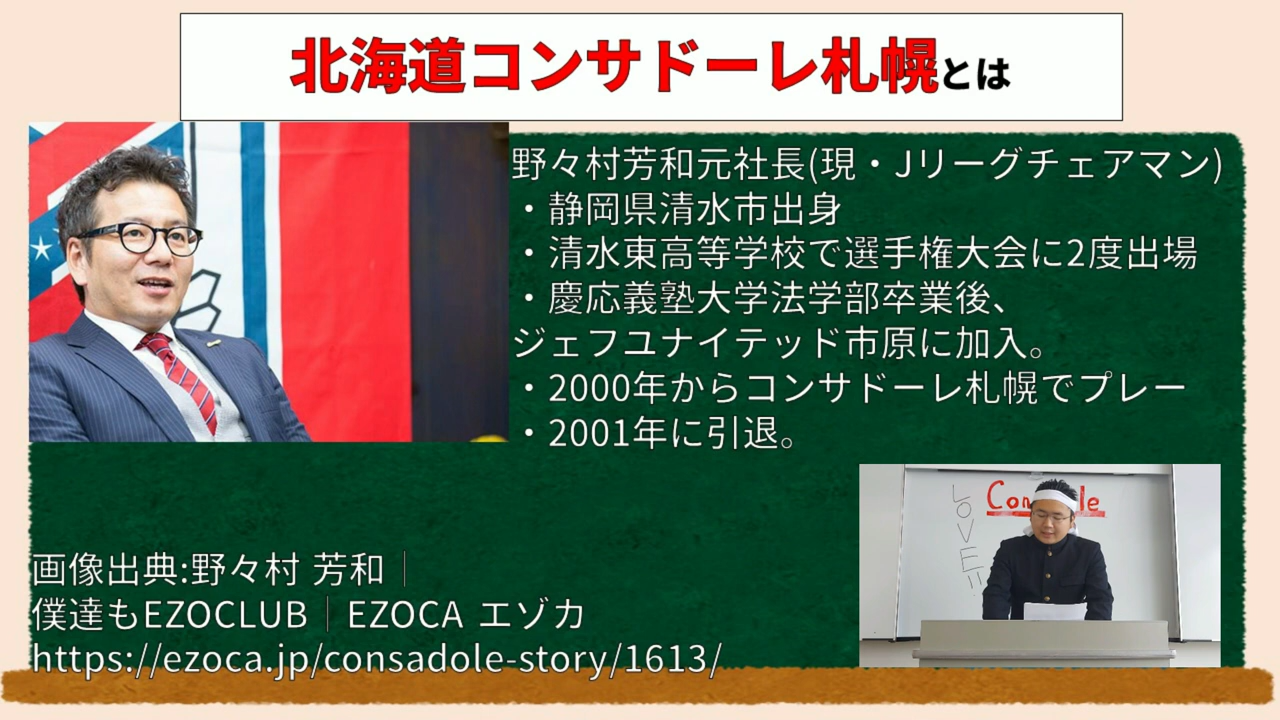 北海道コンサドーレ札幌とは
野々村芳和元社長(現・Jリーグチェアマン)
・静岡県清水市出身
・清水東高等学校で選手権大会に2度出場
・慶応義塾大学法学部卒業後、
ジェフユナイテッド市原に加入。
・2000年からコンサドーレ札幌でプレー
・2001年に引退。
画像出典:野々村 芳和｜
僕達もEZOCLUB｜EZOCA エゾカ
https://ezoca.jp/consadole-story/1613/
LOVE!!